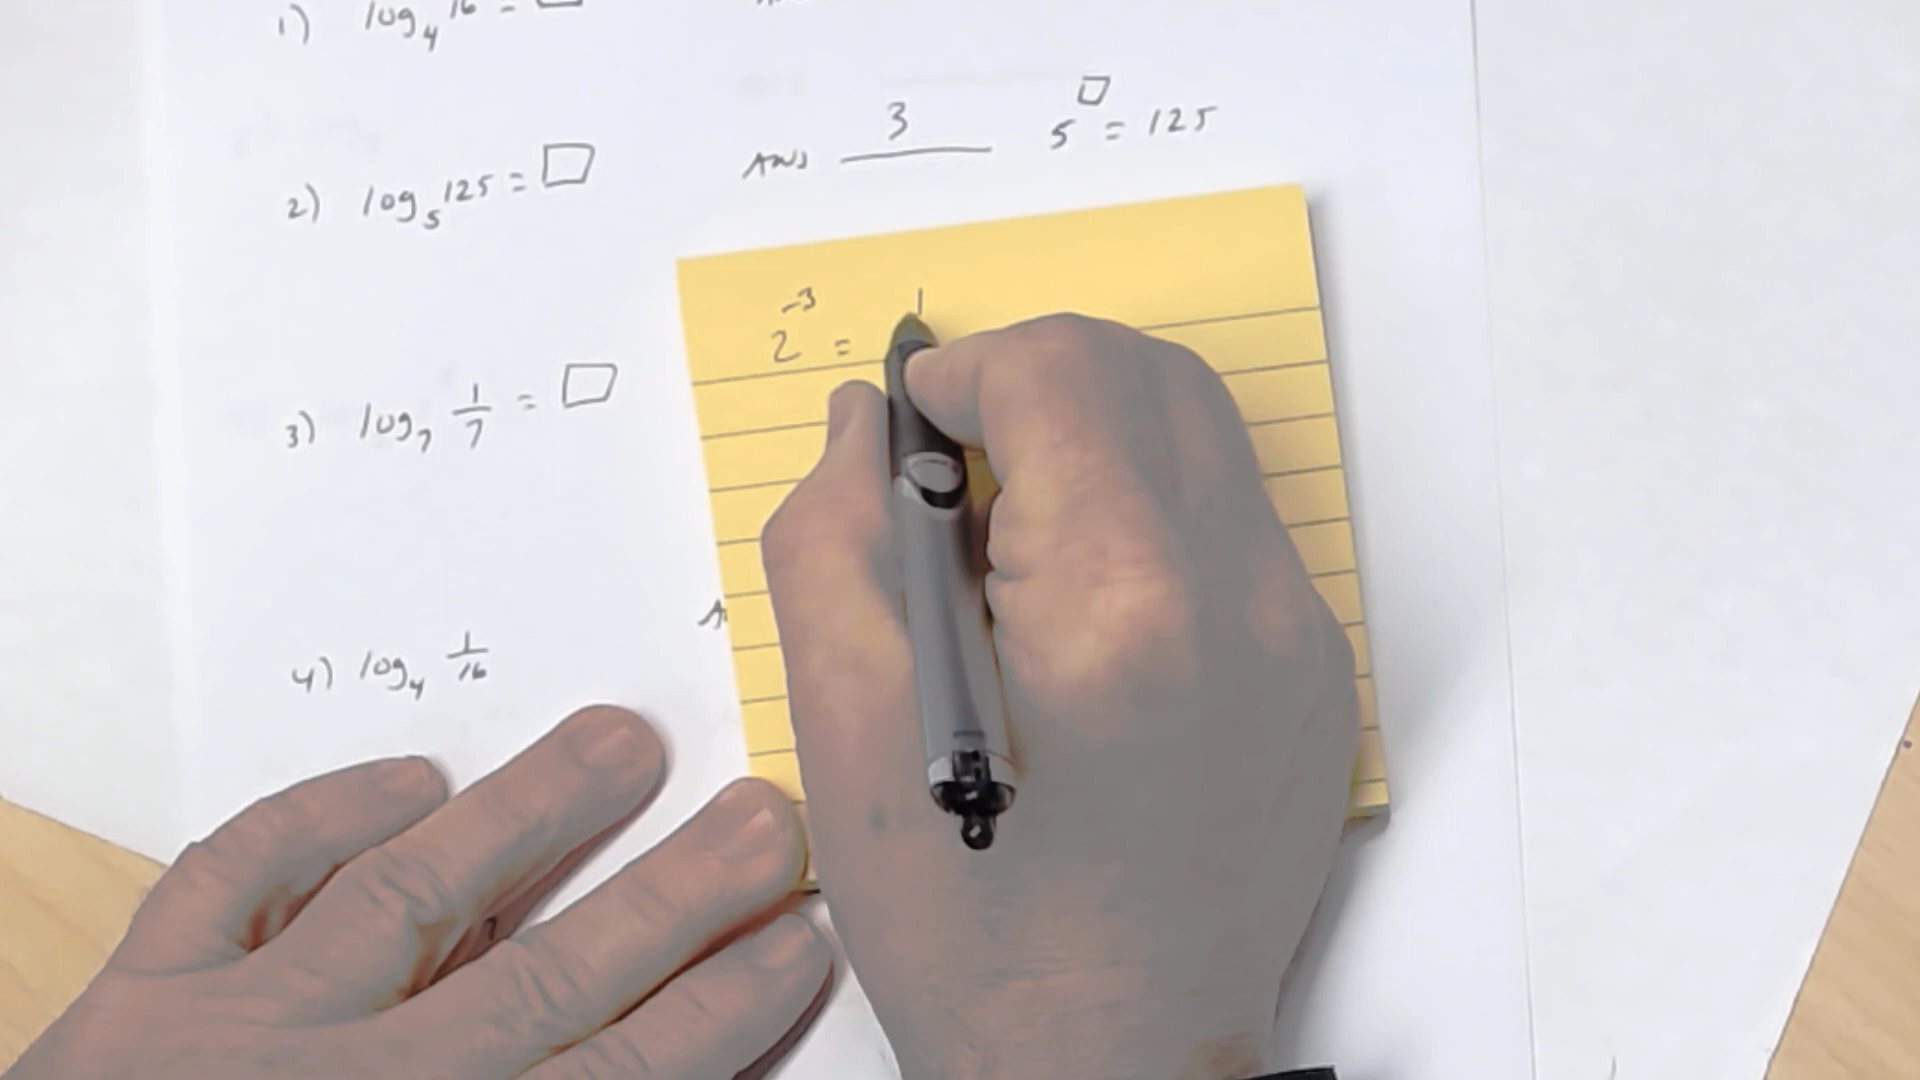 1) log₄ 16 = □
2) log₅ 125 = □
Ans 3 5^□ = 125
2⁻³ = 1
3) log₇ 1/7 = □
4) log₄ 1/16